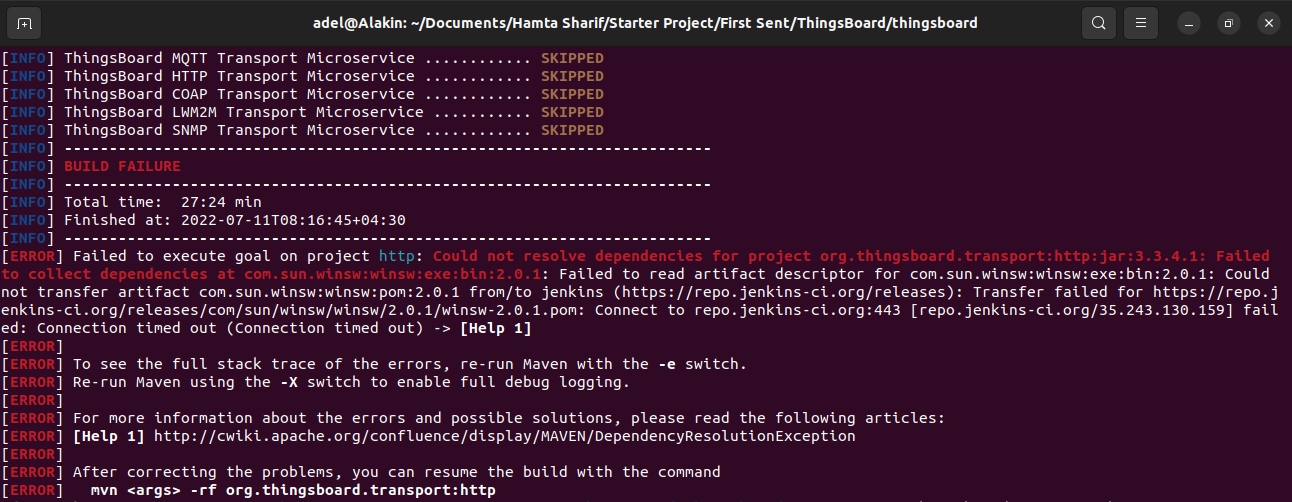 adel@Alakin: ~/Documents/Hamta Sharif/Starter Project/First Sent/ThingsBoard/thingsboard
[INFO] ThingsBoard MQTT Transport Microservice ............ SKIPPED
[INFO] ThingsBoard HTTP Transport Microservice ............ SKIPPED
[INFO] ThingsBoard COAP Transport Microservice ............ SKIPPED
[INFO] ThingsBoard LWM2M Transport Microservice ........... SKIPPED
[INFO] ThingsBoard SNMP Transport Microservice ............ SKIPPED
[INFO] ------------------------------------------------------------------------
[INFO] BUILD FAILURE
[INFO] ------------------------------------------------------------------------
[INFO] Total time:  27:24 min
[INFO] Finished at: 2022-07-11T08:16:45+04:30
[INFO] ------------------------------------------------------------------------
[ERROR] Failed to execute goal on project http: Could not resolve dependencies for project org.thingsboard.transport:http:jar:3.3.4.1: Failed
to collect dependencies at com.sun.winsw:winsw:exe:bin:2.0.1: Failed to read artifact descriptor for com.sun.winsw:winsw:exe:bin:2.0.1: Could
not transfer artifact com.sun.winsw:winsw:pom:2.0.1 from/to jenkins (https://repo.jenkins-ci.org/releases): Transfer failed for https://repo.j
enkins-ci.org/releases/com/sun/winsw/winsw/2.0.1/winsw-2.0.1.pom: Connect to repo.jenkins-ci.org:443 [repo.jenkins-ci.org/35.243.130.159] fail
ed: Connection timed out (Connection timed out) -> [Help 1]
[ERROR]
[ERROR] To see the full stack trace of the errors, re-run Maven with the -e switch.
[ERROR] Re-run Maven using the -X switch to enable full debug logging.
[ERROR]
[ERROR] For more information about the errors and possible solutions, please read the following articles:
[ERROR] [Help 1] http://cwiki.apache.org/confluence/display/MAVEN/DependencyResolutionException
[ERROR]
[ERROR] After correcting the problems, you can resume the build with the command
[ERROR]   mvn <args> -rf org.thingsboard.transport:http